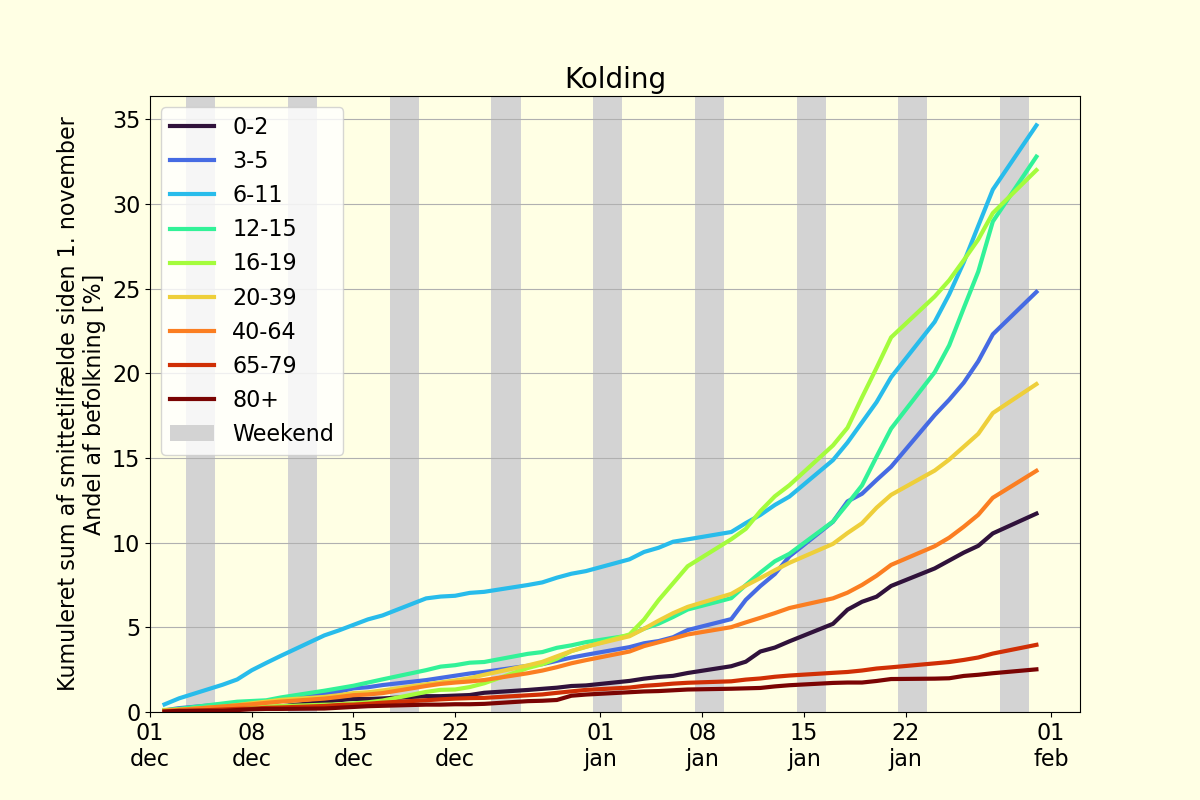 Kolding
Kumuleret sum af smittetilfælde siden 1. november
Andel af befolkning [%]
35
30
25
20
15
10
5
0
0-2
3-5
6-11
12-15
16-19
20-39
40-64
65-79
80+
Weekend
01 08 15 22 01 08 15 22 01
dec dec dec dec jan jan jan jan feb